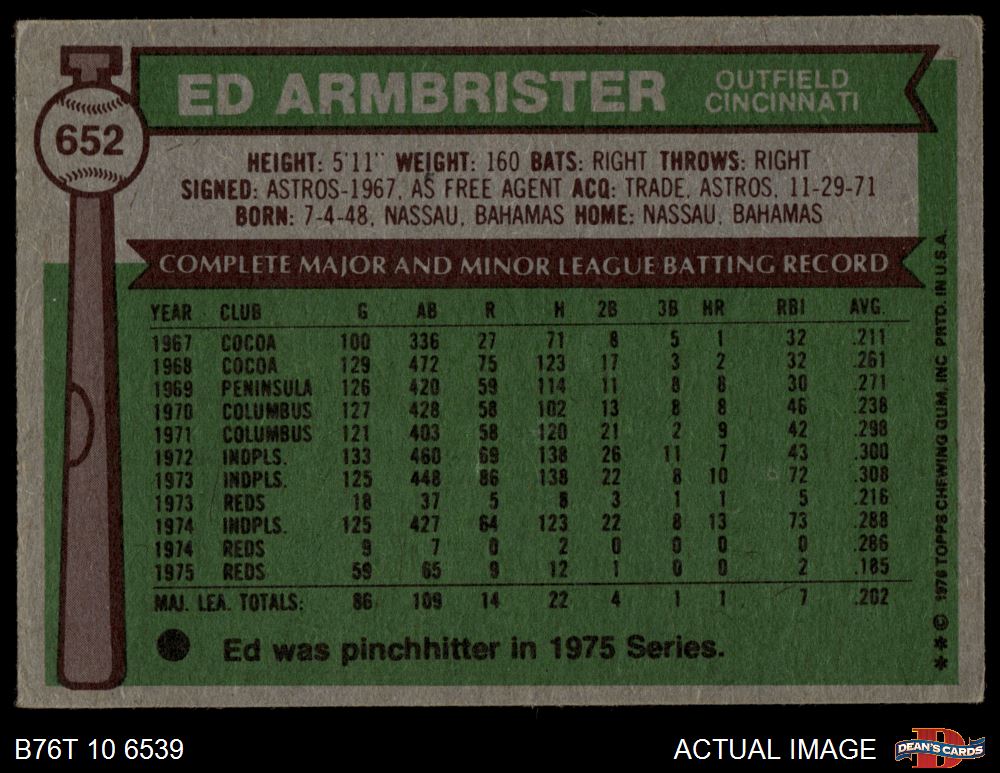 652
ED ARMBRISTER
OUTFIELD
CINCINNATI
HEIGHT: 5'11" WEIGHT: 160 BATS: RIGHT THROWS: RIGHT
SIGNED: ASTROS-1967, AS FREE AGENT ACQ: TRADE, ASTROS, 11-29-71
BORN: 7-4-48, NASSAU, BAHAMAS HOME: NASSAU, BAHAMAS
COMPLETE MAJOR AND MINOR LEAGUE BATTING RECORD
YEAR CLUB G AB R H 2B 3B HR RBI AVG.
1967 COCOA 100 336 27 71 8 5 1 32 .211
1968 COCOA 129 472 75 123 17 3 2 32 .261
1969 PENINSULA 126 420 59 114 11 8 8 30 .271
1970 COLUMBUS 127 428 58 102 13 8 8 46 .238
1971 COLUMBUS 121 403 58 120 21 2 9 42 .298
1972 INDPLS. 133 460 69 138 26 11 7 43 .300
1973 INDPLS. 125 448 86 138 22 8 10 72 .308
1973 REDS 18 37 5 8 3 1 1 5 .216
1974 INDPLS. 125 427 64 123 22 8 13 73 .288
1974 REDS 9 7 0 2 0 0 0 0 .286
1975 REDS 59 65 9 12 1 0 0 2 .185
MAJ. LEA. TOTALS: 86 109 14 22 4 1 1 7 .202
Ed was pinchhitter in 1975 Series.
** © 1976 TOPPS CHEWING GUM, INC. PRTD. IN U.S.A.
B76T 10 6539
ACTUAL IMAGE
D
DEAN'S CARDS